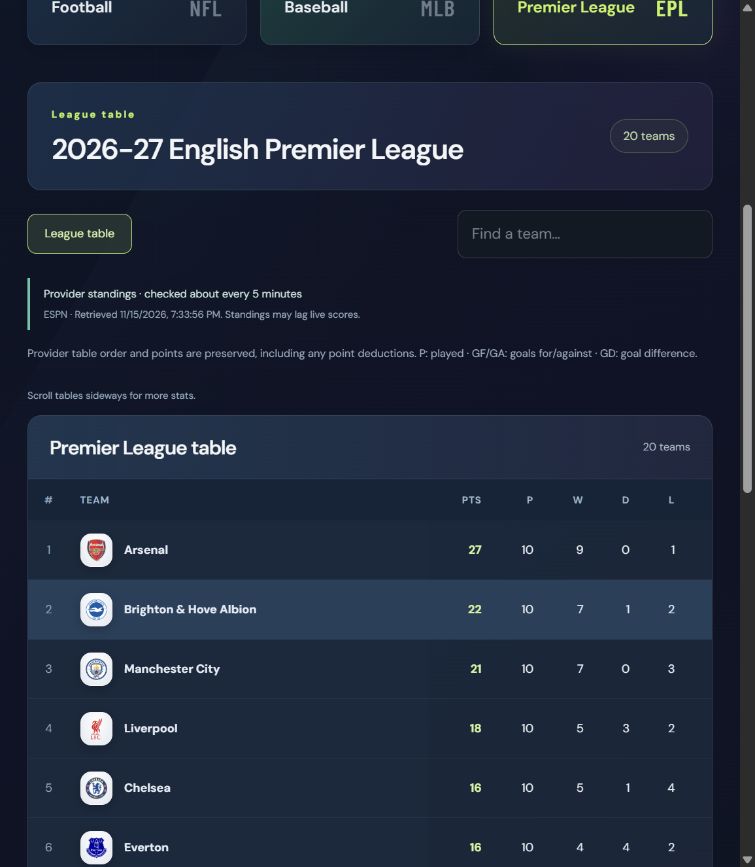 Football NFL
Baseball MLB
Premier League EPL
League table
2026–27 English Premier League
20 teams
League table
Find a team...
Provider standings · checked about every 5 minutes
ESPN · Retrieved 11/15/2026, 7:33:56 PM. Standings may lag live scores.
Provider table order and points are preserved, including any point deductions. P: played · GF/GA: goals for/against · GD: goal difference.
Scroll tables sideways for more stats.
Premier League table
20 teams
# TEAM PTS P W D L
1 Arsenal 27 10 9 0 1
2 Brighton & Hove Albion 22 10 7 1 2
3 Manchester City 21 10 7 0 3
4 Liverpool 18 10 5 3 2
5 Chelsea 16 10 5 1 4
6 Everton 16 10 4 4 2